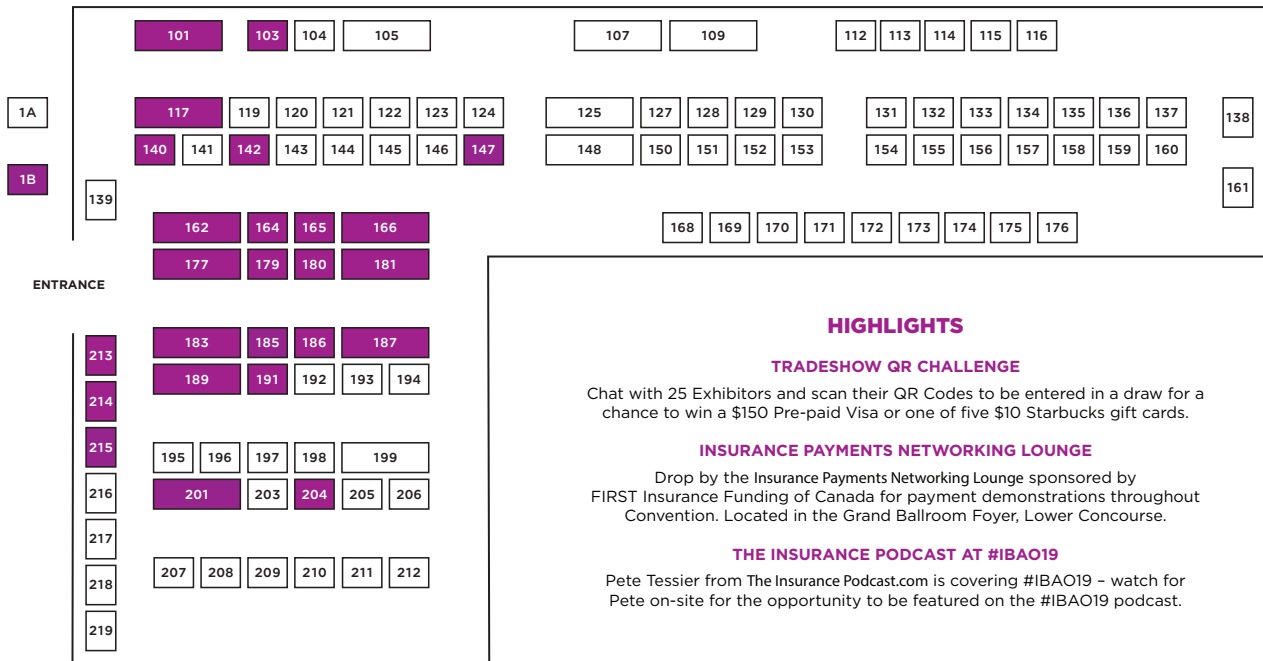 101 103 104 105 107 109 112 113 114 115 116
1A 117 119 120 121 122 123 124 125 127 128 129 130 131 132 133 134 135 136 137 138
140 141 142 143 144 145 146 147 148 150 151 152 153 154 155 156 157 158 159 160
1B 139 161
162 164 165 166 168 169 170 171 172 173 174 175 176
177 179 180 181
ENTRANCE
183 185 186 187
213
189 191 192 193 194
214
215
195 196 197 198 199
216
201 203 204 205 206
217
207 208 209 210 211 212
218
219
HIGHLIGHTS
TRADESHOW QR CHALLENGE
Chat with 25 Exhibitors and scan their QR Codes to be entered in a draw for a
chance to win a $150 Pre-paid Visa or one of five $10 Starbucks gift cards.
INSURANCE PAYMENTS NETWORKING LOUNGE
Drop by the Insurance Payments Networking Lounge sponsored by
FIRST Insurance Funding of Canada for payment demonstrations throughout
Convention. Located in the Grand Ballroom Foyer, Lower Concourse.
THE INSURANCE PODCAST AT #IBAO19
Pete Tessier from The Insurance Podcast.com is covering #IBAO19 – watch for
Pete on-site for the opportunity to be featured on the #IBAO19 podcast.